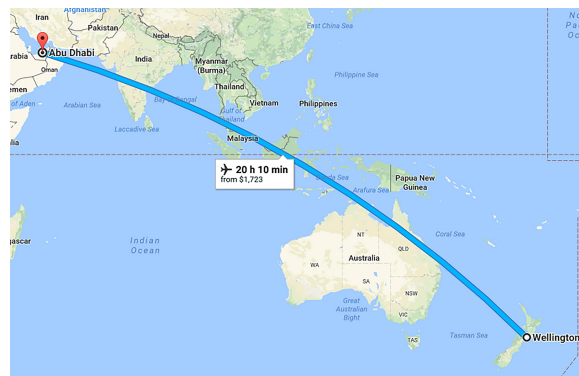 Iran
Afghanistan
Pakistan
Nepal
East China Sea
Abu Dhabi
Oman
India
Myanmar
(Burma)
Thailand
Vietnam
Philippine Sea
Philippines
Arabian Sea
Bay of Bengal
Gulf of
Thailand
Laccadive Sea
of Aden
Malaysia
20 h 10 min
from $1,723
Banda Sea
Arafura Sea
Papua New
Guinea
Indian
Ocean
NT
QLD
Coral Sea
WA
Australia
SA
NSW
Great
Australian
Bight
VIC
TAS
Tasman Sea
Wellington